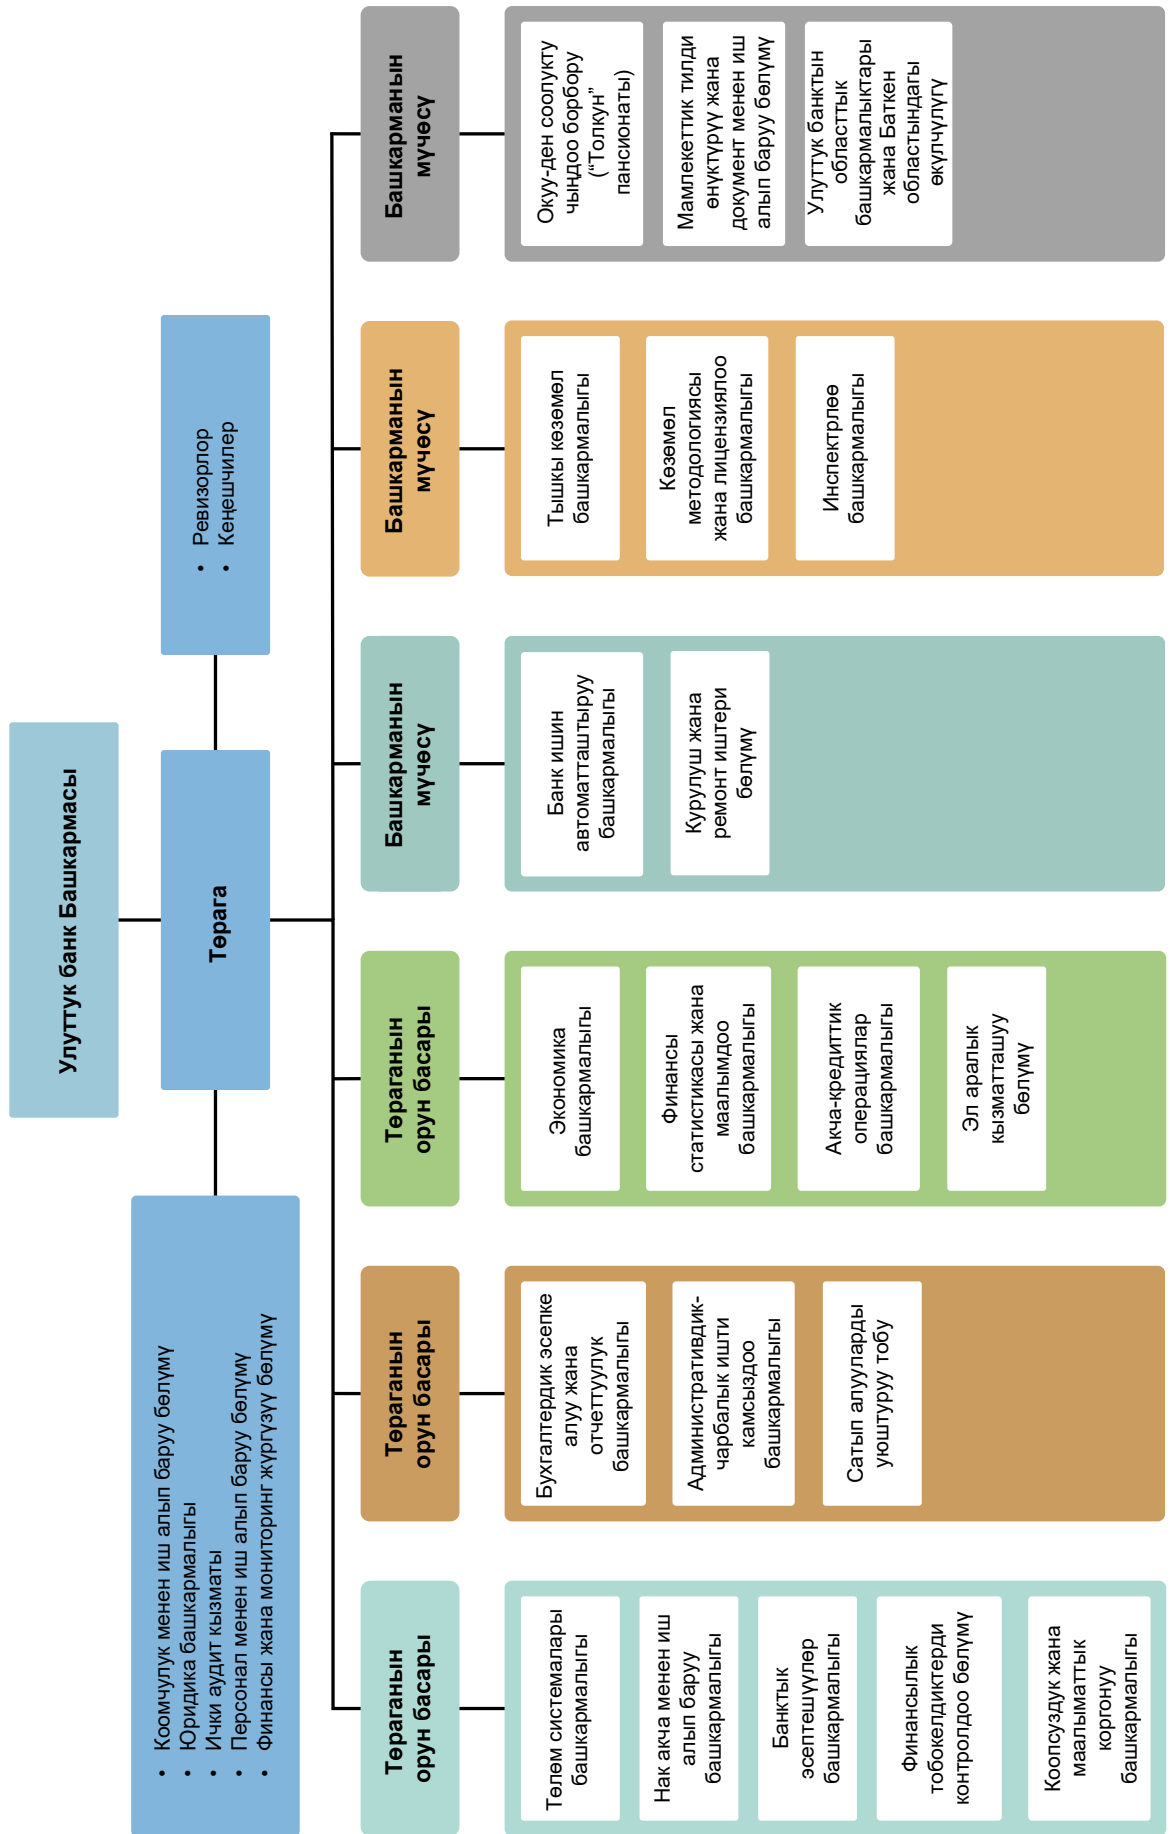 Улуттук банк Башкармасы
• Коомчулук менен иш алып баруу бөлүмү
• Юридика башкармалыгы
• Ички аудит кызматы
• Персонал менен иш алып баруу бөлүмү
• Финансы жана мониторинг жүргүзүү бөлүмү
Төрага
• Ревизорлор
• Кеңешчилер
Төраганын
орун басары
Төлөм системалары
башкармалыгы
Нак акча менен иш
алып баруу
башкармалыгы
Банктык
эсептешүүлөр
башкармалыгы
Финансылык
тобокелдиктерди
контролдоо бөлүмү
Коопсуздук жана
маалыматтык
коргонуу
башкармалыгы
Төраганын
орун басары
Бухгалтердик эсепке
алуу жана
отчеттуулук
башкармалыгы
Административдик-
чарбалык ишти
камсыздоо
башкармалыгы
Сатып алууларды
уюштуруу тобу
Төраганын
орун басары
Экономика
башкармалыгы
Финансы
статистикасы жана
маалымдоо
башкармалыгы
Акча-кредиттик
операциялар
башкармалыгы
Эл аралык
кызматташуу
бөлүмү
Башкарманын
мүчөсү
Банк ишин
автоматташтыруу
башкармалыгы
Курулуш жана
ремонт иштери
бөлүмү
Башкарманын
мүчөсү
Тышкы көзөмөл
башкармалыгы
Көзөмөл
методологиясы
жана лицензиялоо
башкармалыгы
Инспектрлөө
башкармалыгы
Башкарманын
мүчөсү
Окуу-ден соолукту
чыңдоо борбору
(“Толкун”
пансионаты)
Мамлекеттик тилди
өнүктүрүү жана
документ менен иш
алып баруу бөлүмү
Улуттук банктын
областтык
башкармалыктары
жана Баткен
областындагы
өкүлчүлүгү